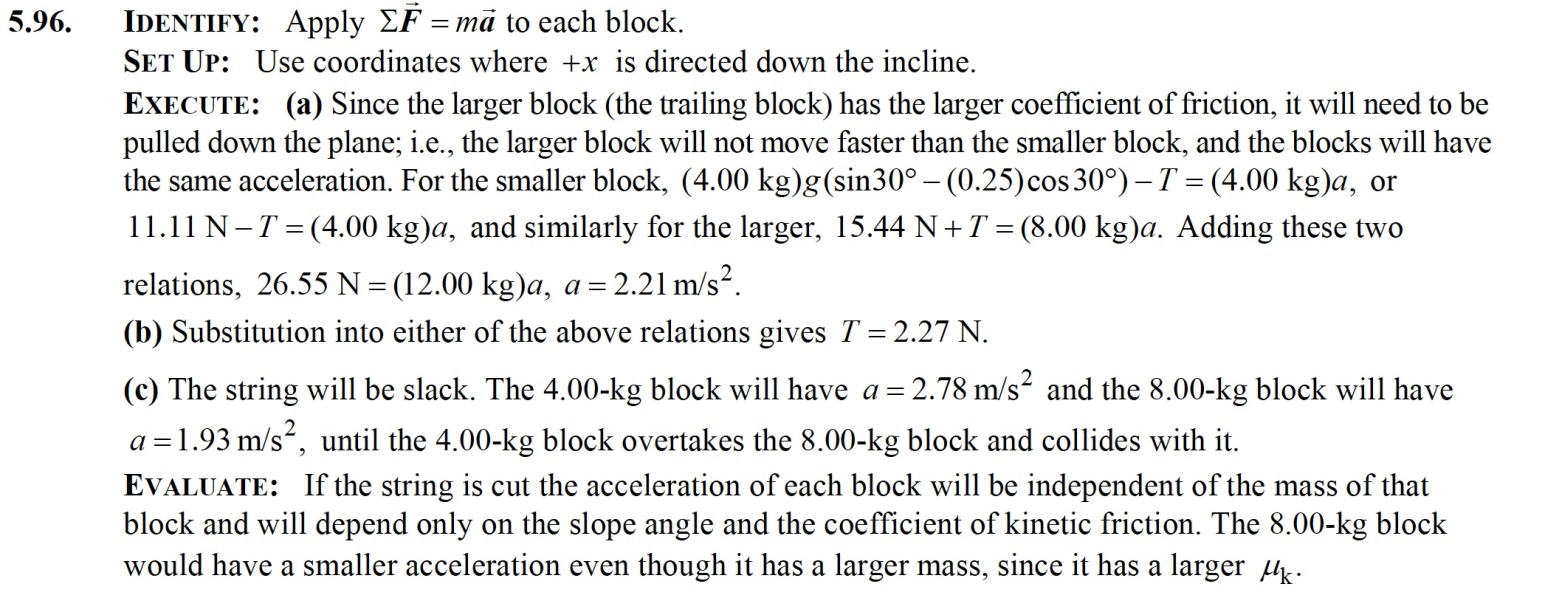 5.96. IDENTIFY: Apply ΣF⃗ = ma⃗ to each block.
SET UP: Use coordinates where +x is directed down the incline.
EXECUTE: (a) Since the larger block (the trailing block) has the larger coefficient of friction, it will need to be
pulled down the plane; i.e., the larger block will not move faster than the smaller block, and the blocks will have
the same acceleration. For the smaller block, (4.00 kg)g(sin30° – (0.25)cos30°) – T = (4.00 kg)a, or
11.11 N – T = (4.00 kg)a, and similarly for the larger, 15.44 N + T = (8.00 kg)a. Adding these two
relations, 26.55 N = (12.00 kg)a, a = 2.21 m/s².
(b) Substitution into either of the above relations gives T = 2.27 N.
(c) The string will be slack. The 4.00-kg block will have a = 2.78 m/s² and the 8.00-kg block will have
a = 1.93 m/s², until the 4.00-kg block overtakes the 8.00-kg block and collides with it.
EVALUATE: If the string is cut the acceleration of each block will be independent of the mass of that
block and will depend only on the slope angle and the coefficient of kinetic friction. The 8.00-kg block
would have a smaller acceleration even though it has a larger mass, since it has a larger μₖ.